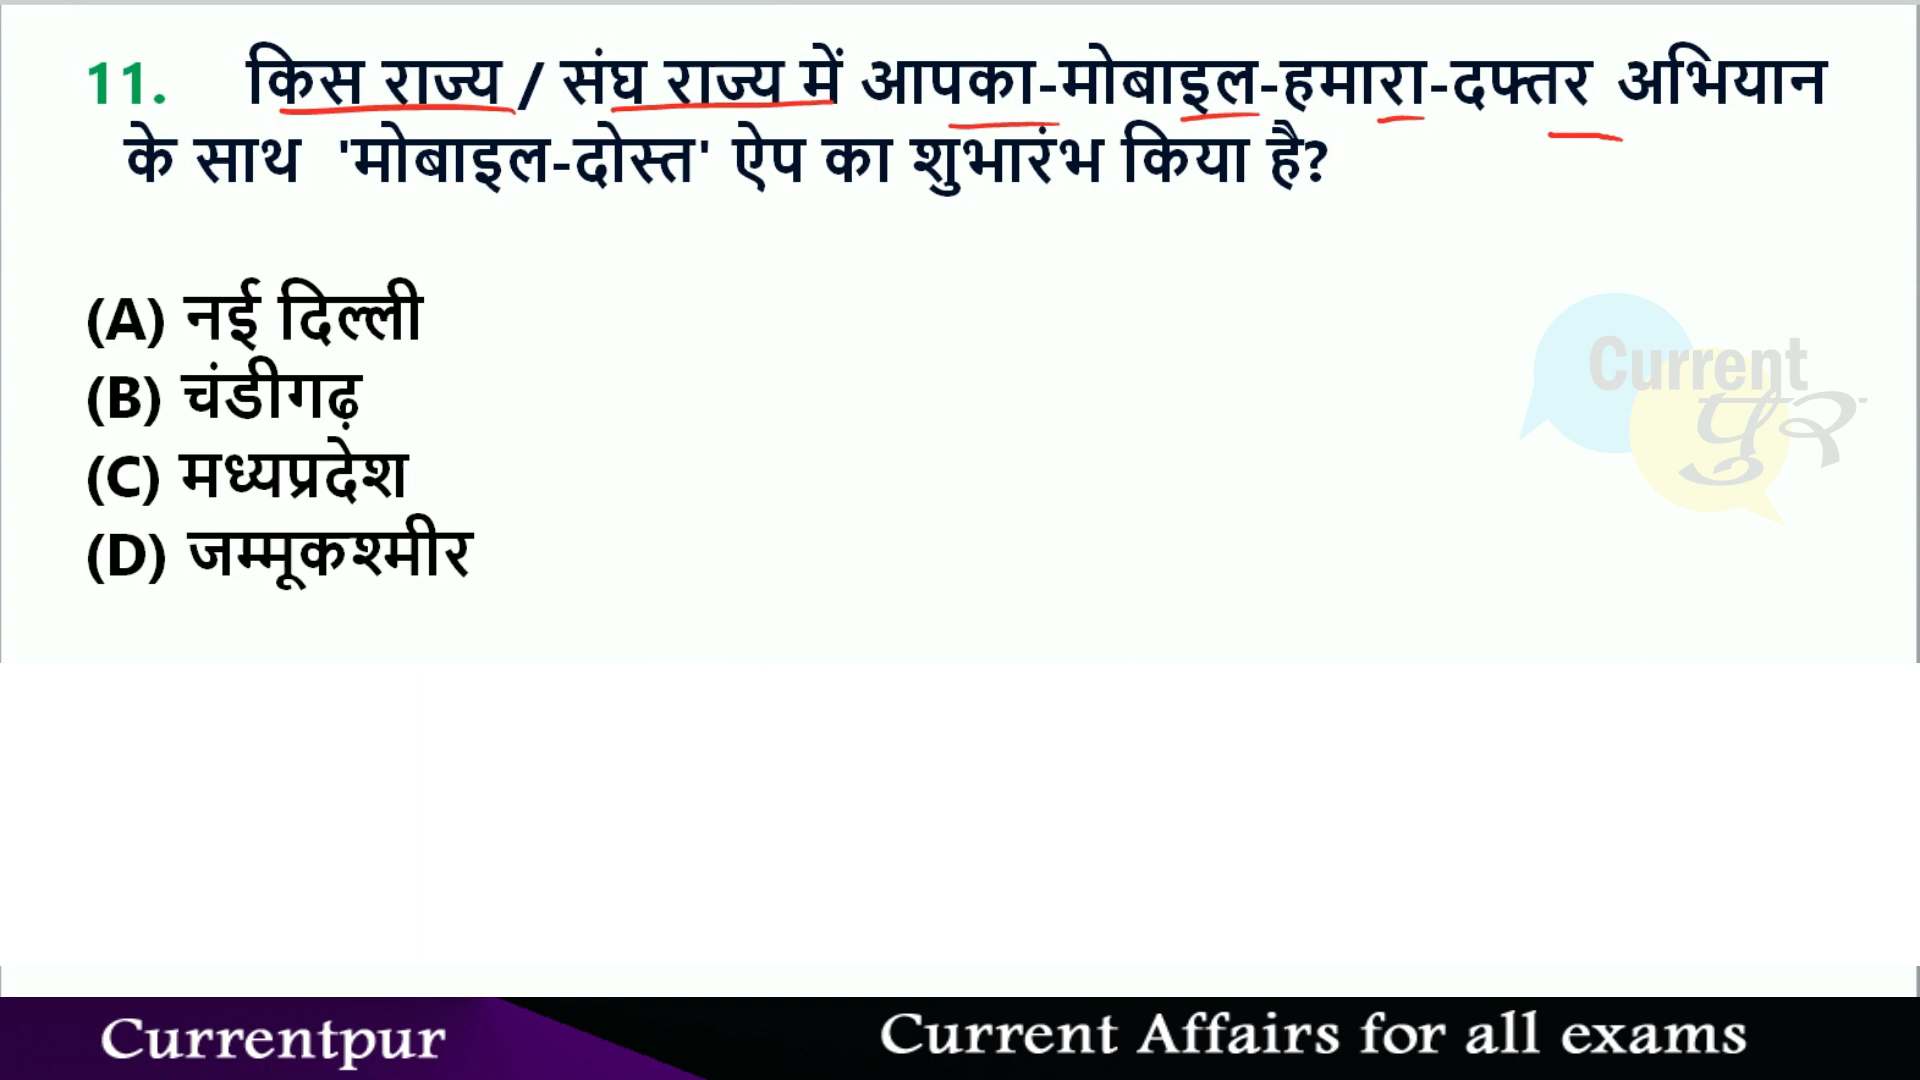 11. किस राज्य / संघ राज्य में आपका-मोबाइल-हमारा-दफ्तर अभियान
के साथ 'मोबाइल-दोस्त' ऐप का शुभारंभ किया है?
(A) नई दिल्ली
(B) चंडीगढ़
(C) मध्यप्रदेश
(D) जम्मूकश्मीर
Current
पुर
Currentpur
Current Affairs for all exams